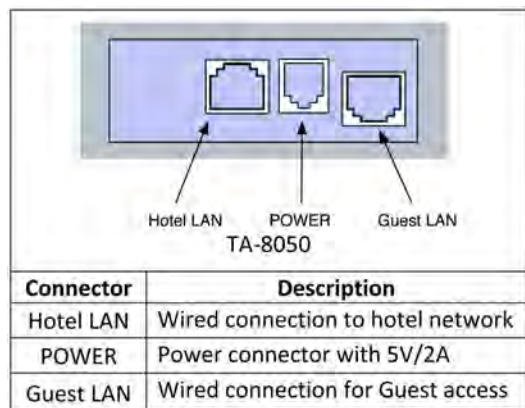 Hotel LAN POWER Guest LAN
TA-8050
Connector Description
Hotel LAN Wired connection to hotel network
POWER Power connector with 5V/2A
Guest LAN Wired connection for Guest access